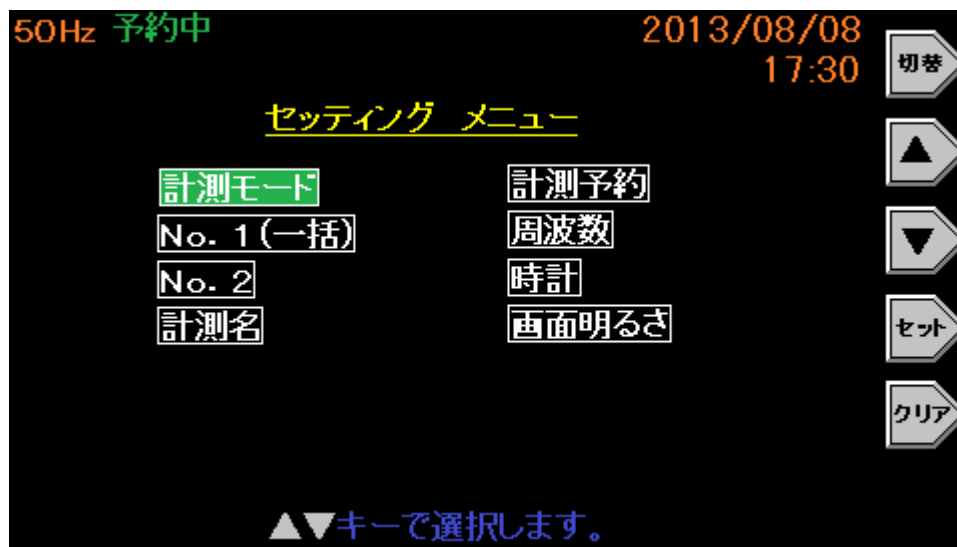 50Hz 予約中
2013/08/08
17:30
セッティング メニュー
計測モード
No. 1(一括)
No. 2
計測名
計測予約
周波数
時計
画面明るさ
▲▼キーで選択します。
切替
▲
▼
セット
クリア